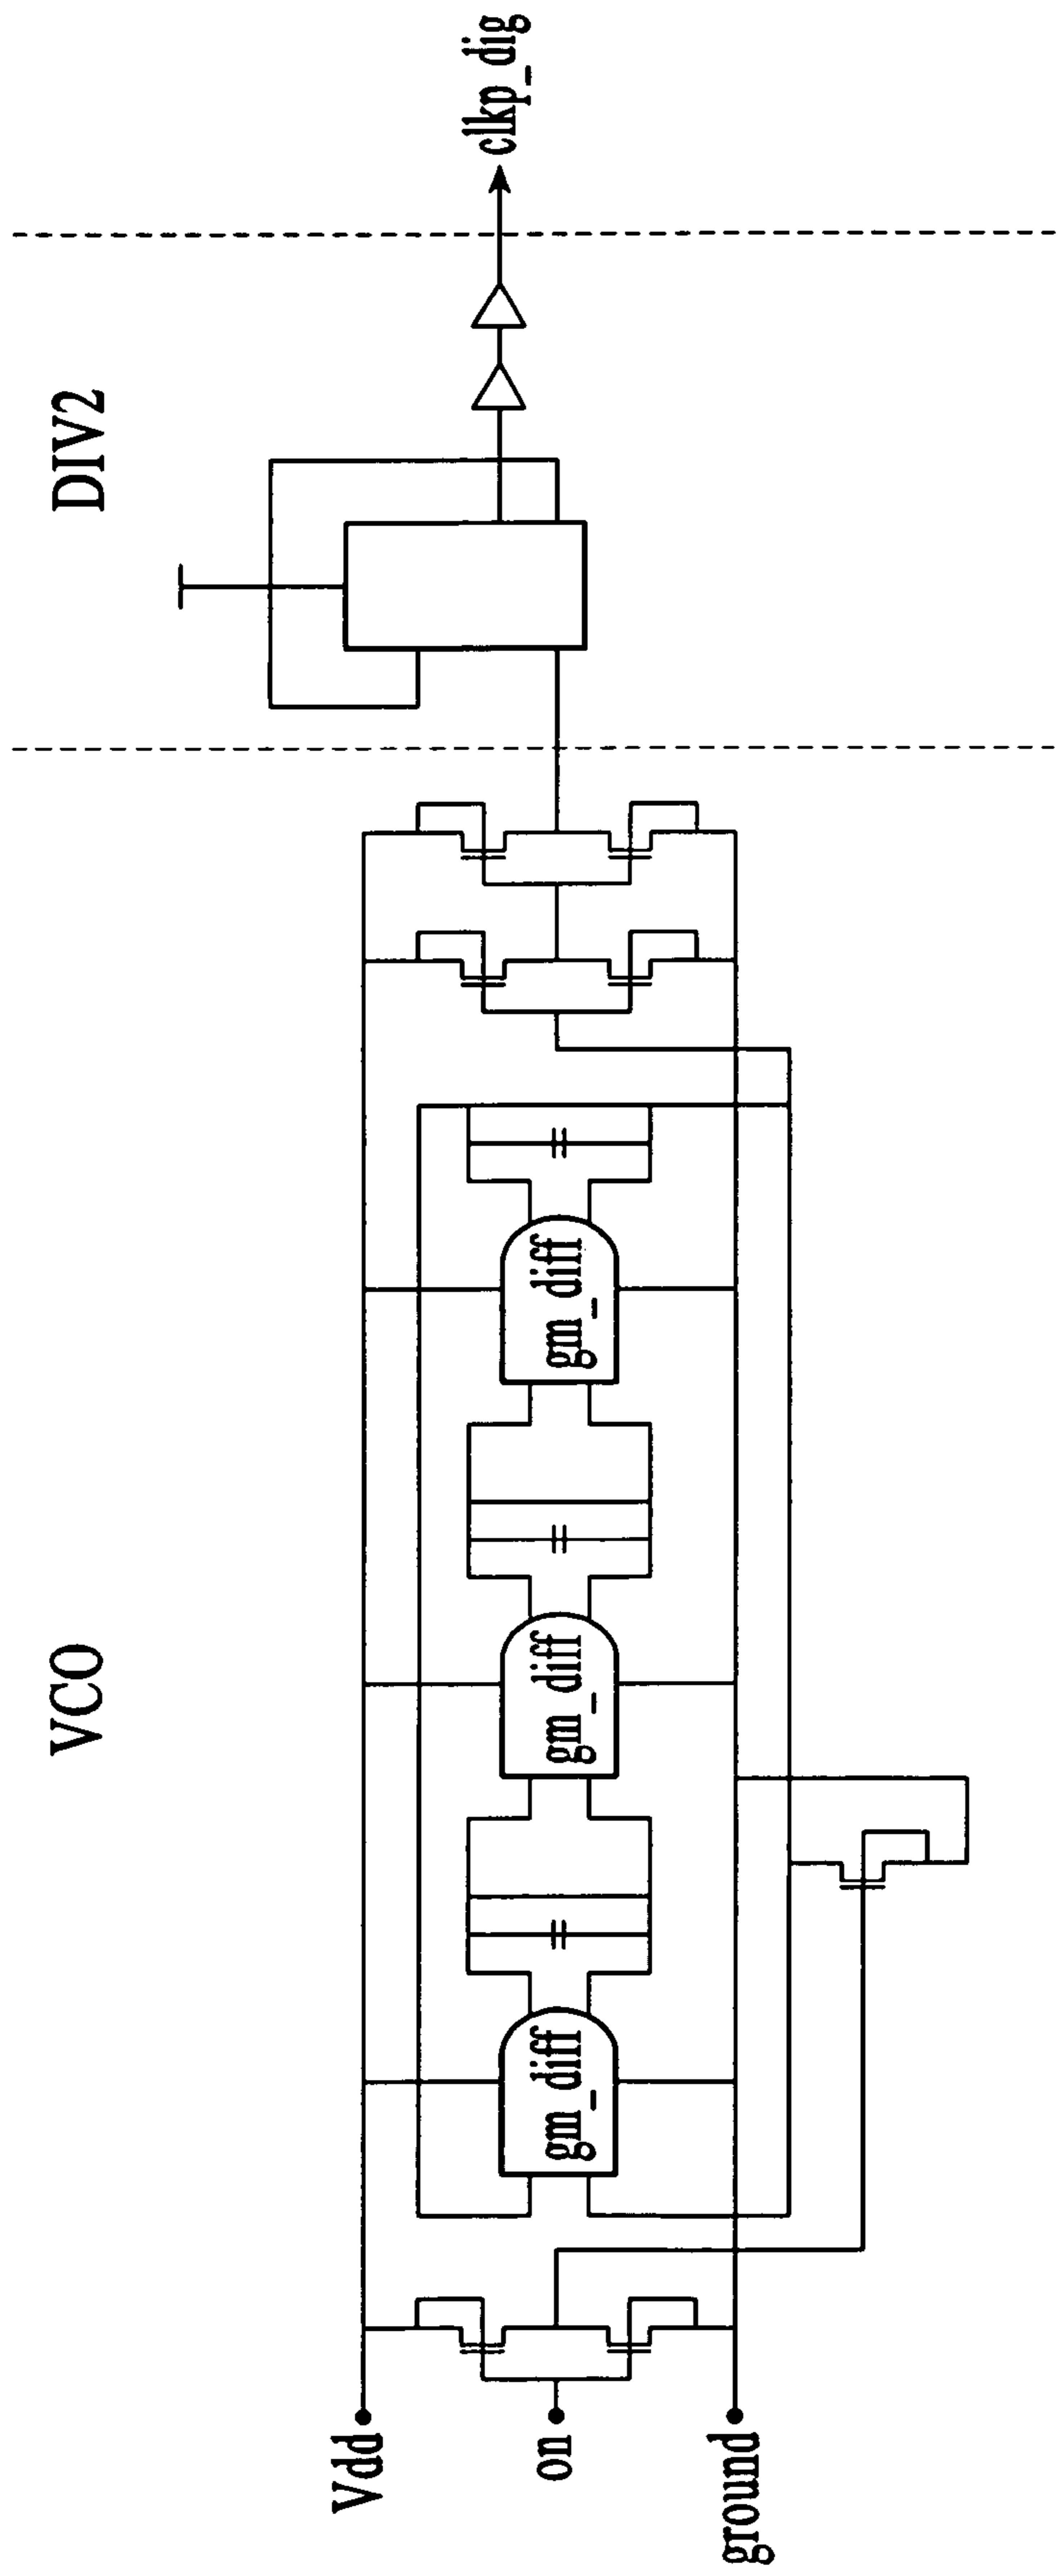 VCO
DIV2
Vdd
on
ground
gm_diff
gm_diff
gm_diff
clkp_dig